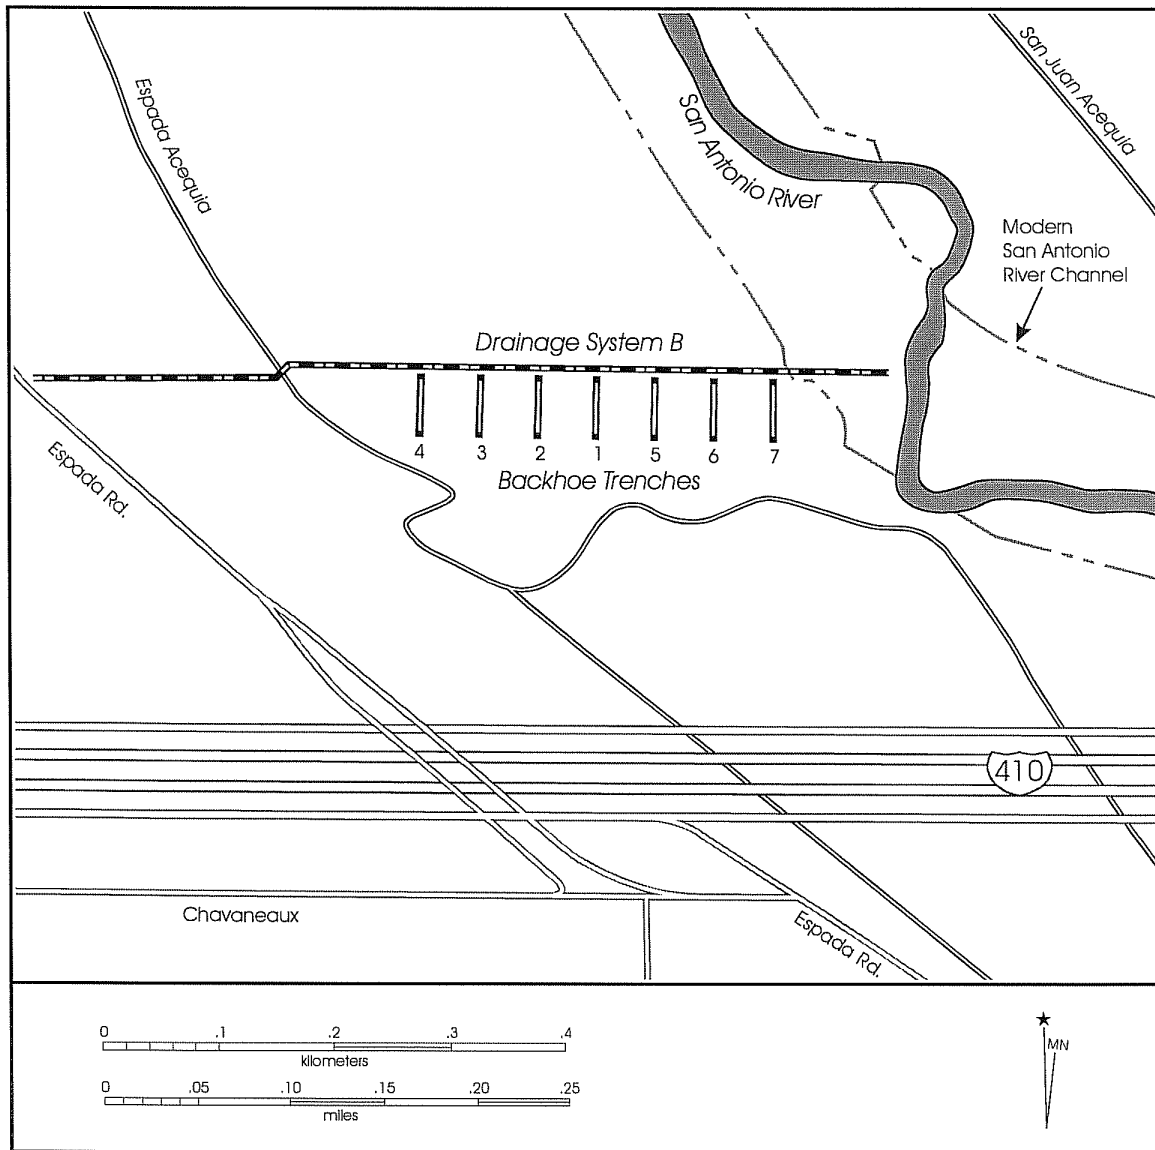 San Juan Acequia
Espada Acequia
San Antonio River
Modern
San Antonio
River Channel
Drainage System B
4 3 2 1 5 6 7
Backhoe Trenches
Espada Rd.
410
Chavaneaux
Espada Rd.
0 .1 .2 .3 .4
kilometers
0 .05 .10 .15 .20 .25
miles
MN